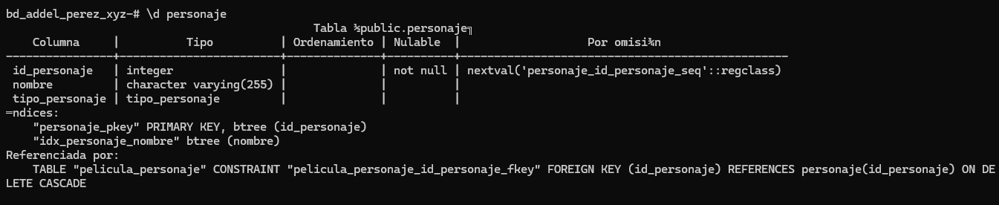 bd_addel_perez_xyz-# \d personaje
Tabla ¾public.personaje╗
Columna | Tipo | Ordenamiento | Nulable | Por omisi¾n
----------------+------------------------+--------------+----------+-------------------------------------------------
id_personaje | integer | | not null | nextval('personaje_id_personaje_seq'::regclass)
nombre | character varying(255) | | |
tipo_personaje | tipo_personaje | | |
═ndices:
"personaje_pkey" PRIMARY KEY, btree (id_personaje)
"idx_personaje_nombre" btree (nombre)
Referenciada por:
TABLE "pelicula_personaje" CONSTRAINT "pelicula_personaje_id_personaje_fkey" FOREIGN KEY (id_personaje) REFERENCES personaje(id_personaje) ON DE
LETE CASCADE